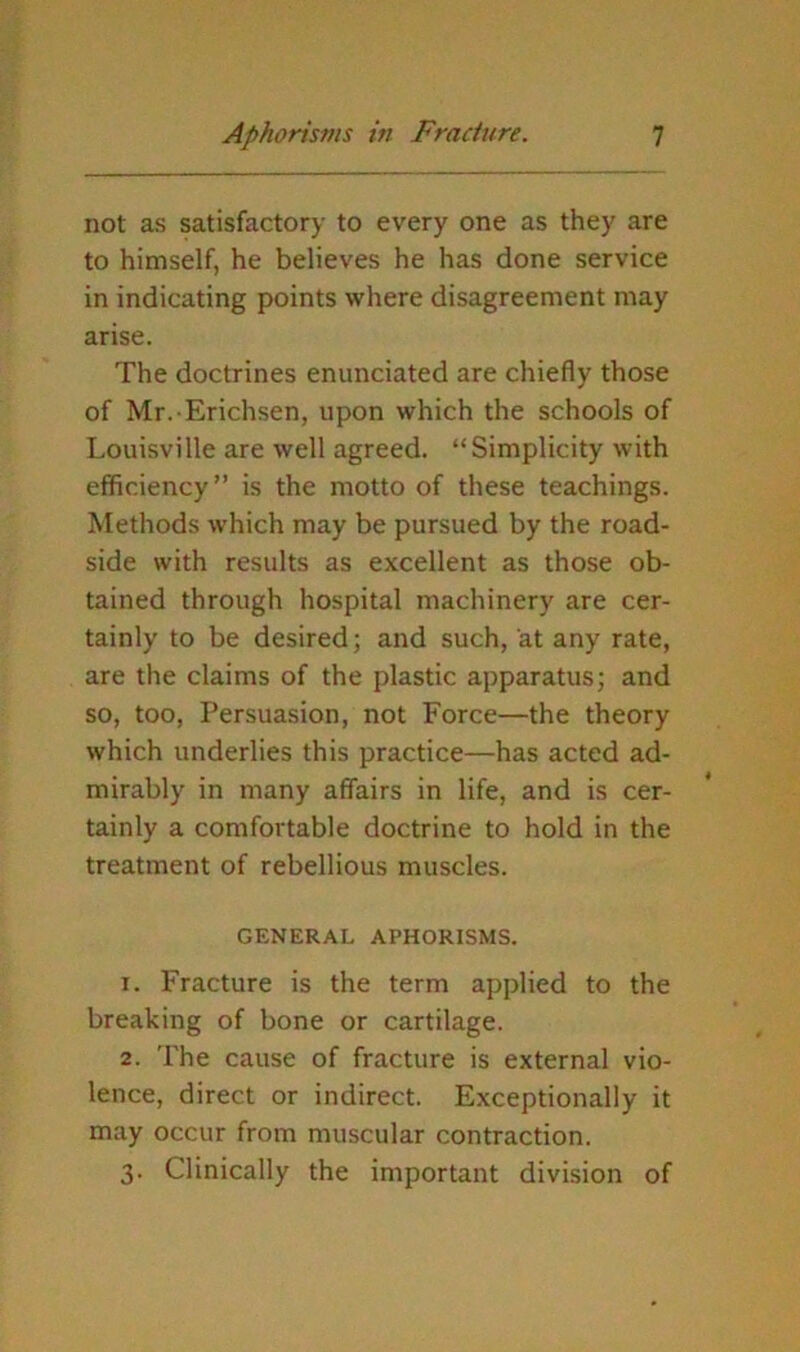 Aphorisms in Fracture. 7
not as satisfactory to every one as they are
to himself, he believes he has done service
in indicating points where disagreement may
arise.
The doctrines enunciated are chiefly those
of Mr. Erichsen, upon which the schools of
Louisville are well agreed. “Simplicity with
efficiency” is the motto of these teachings.
Methods which may be pursued by the road-
side with results as excellent as those ob-
tained through hospital machinery are cer-
tainly to be desired; and such, at any rate,
are the claims of the plastic apparatus; and
so, too, Persuasion, not Force—the theory
which underlies this practice—has acted ad-
mirably in many affairs in life, and is cer-
tainly a comfortable doctrine to hold in the
treatment of rebellious muscles.
GENERAL APHORISMS.
1. Fracture is the term applied to the
breaking of bone or cartilage.
2. The cause of fracture is external vio-
lence, direct or indirect. Exceptionally it
may occur from muscular contraction.
3. Clinically the important division of